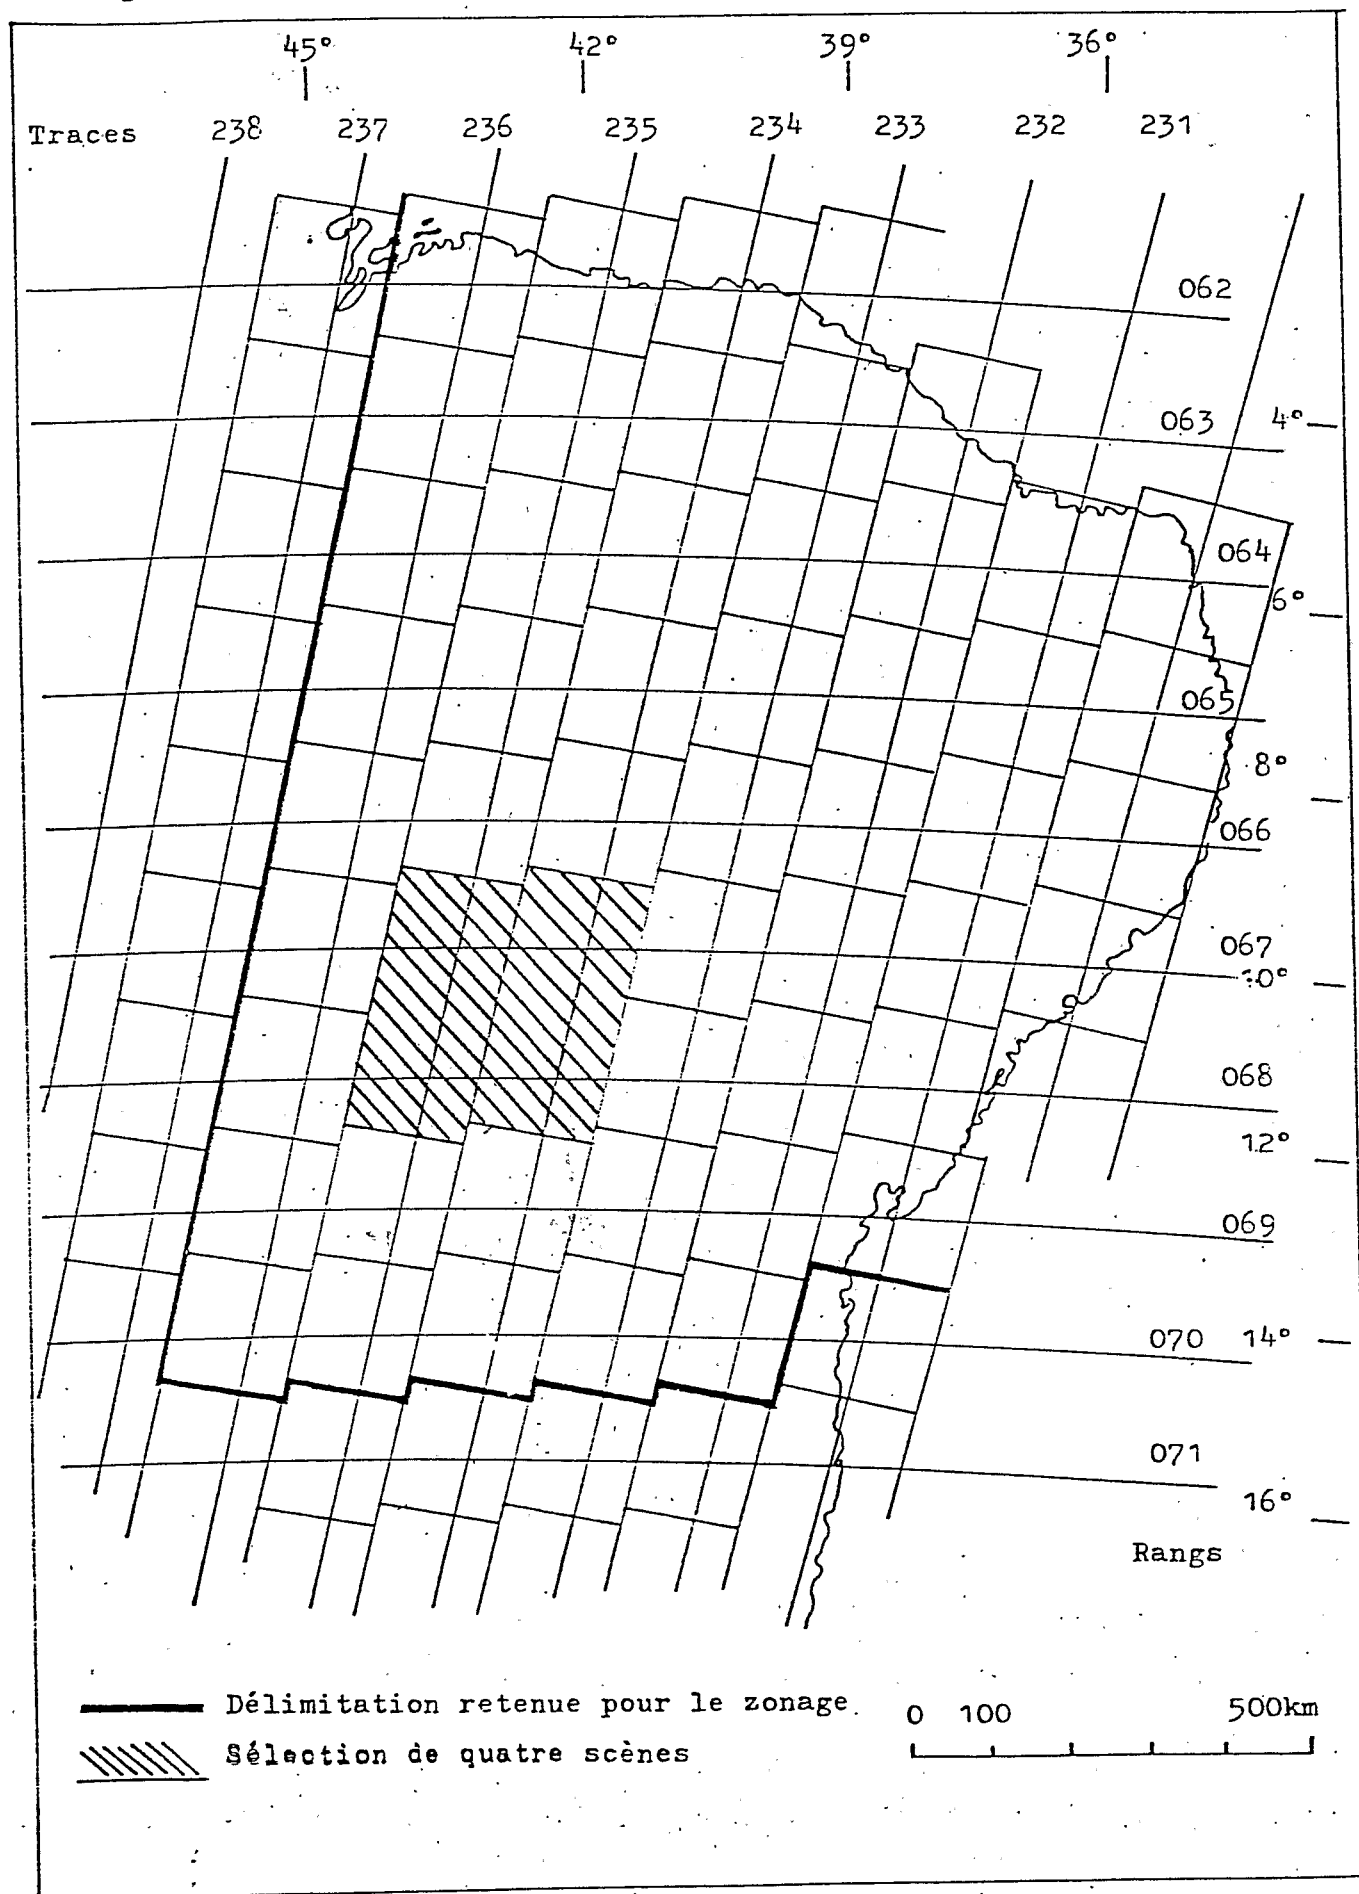 45° 42° 39° 36°
Traces 238 237 236 235 234 233 232 231
062
063 4°
064
6°
065
8°
066
067
10°
068
12°
069
070 14°
071
16°
Rangs
Délimitation retenue pour le zonage.
0 100 500km
Sélection de quatre scènes